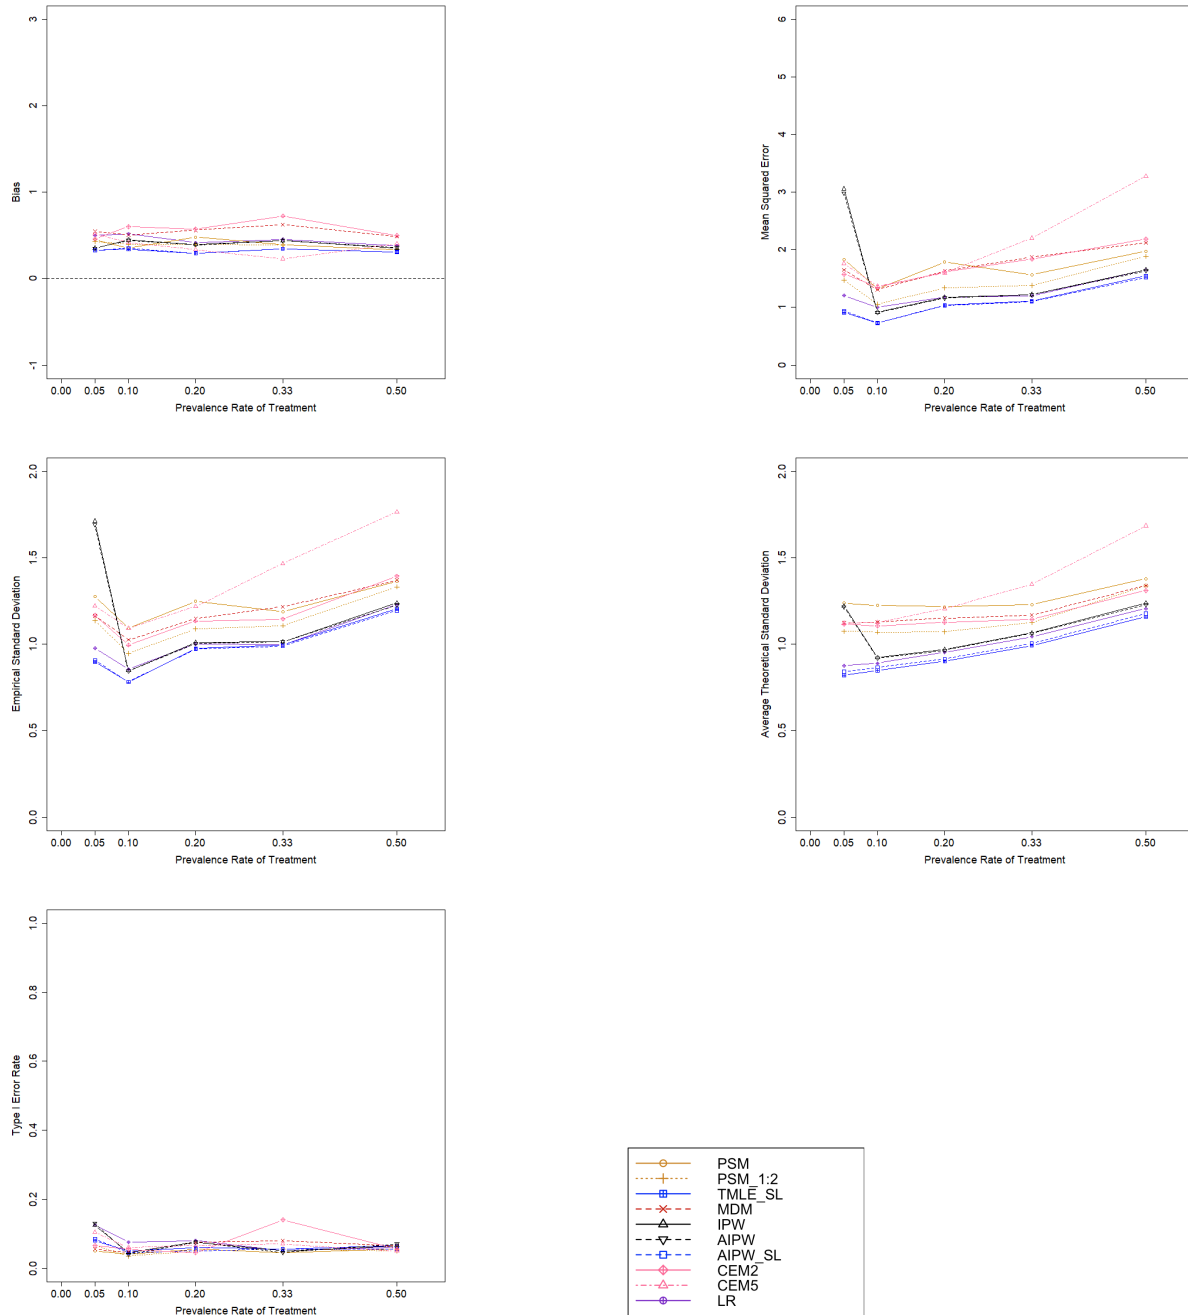 3
2
1
0
-1
Bias
0.00 0.05 0.10 0.20 0.33 0.50
Prevalence Rate of Treatment
6
5
4
3
2
1
0
Mean Squared Error
0.00 0.05 0.10 0.20 0.33 0.50
Prevalence Rate of Treatment
2.0
1.5
1.0
0.5
0.0
Empirical Standard Deviation
0.00 0.05 0.10 0.20 0.33 0.50
Prevalence Rate of Treatment
2.0
1.5
1.0
0.5
0.0
Average Theoretical Standard Deviation
0.00 0.05 0.10 0.20 0.33 0.50
Prevalence Rate of Treatment
1.0
0.8
0.6
0.4
0.2
0.0
Type I Error Rate
0.00 0.05 0.10 0.20 0.33 0.50
Prevalence Rate of Treatment
PSM
PSM_1:2
TMLE_SL
MDM
IPW
AIPW
AIPW_SL
CEM2
CEM5
LR